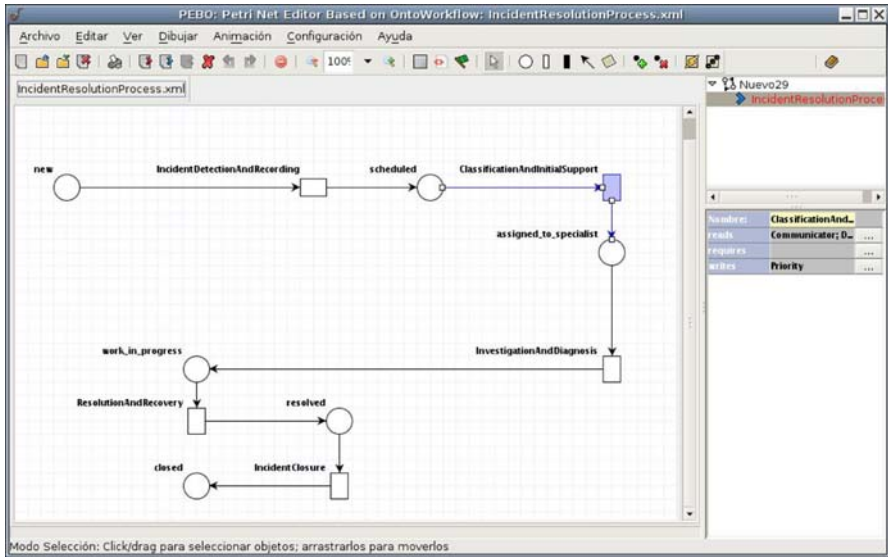 PEBO: Petri Net Editor Based on OntoWorkflow: IncidentResolutionProcess.xml
Archivo Editar Ver Dibujar Animación Configuración Ayuda
100%
IncidentResolutionProcess.xml
Nuevo29
IncidentResolutionProce
new
IncidentDetectionAndRecording
scheduled
ClassificationAndInitialSupport
assigned_to_specialist
Nombre: ClassificationAnd...
reads Communicator; D... ...
requires ...
writes Priority ...
work_in_progress
InvestigationAndDiagnosis
ResolutionAndRecovery
resolved
closed
IncidentClosure
Modo Selección: Click/drag para seleccionar objetos; arrastrarlos para moverlos